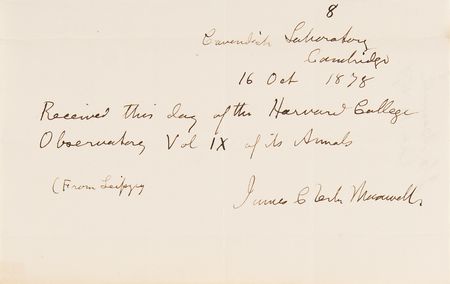 8
Cavendish Laboratory
Cambridge
16 Oct 1878
Received this day of the Harvard College
Observatory Vol IX of its Annals
(From Leipzig
James Clerk Maxwell